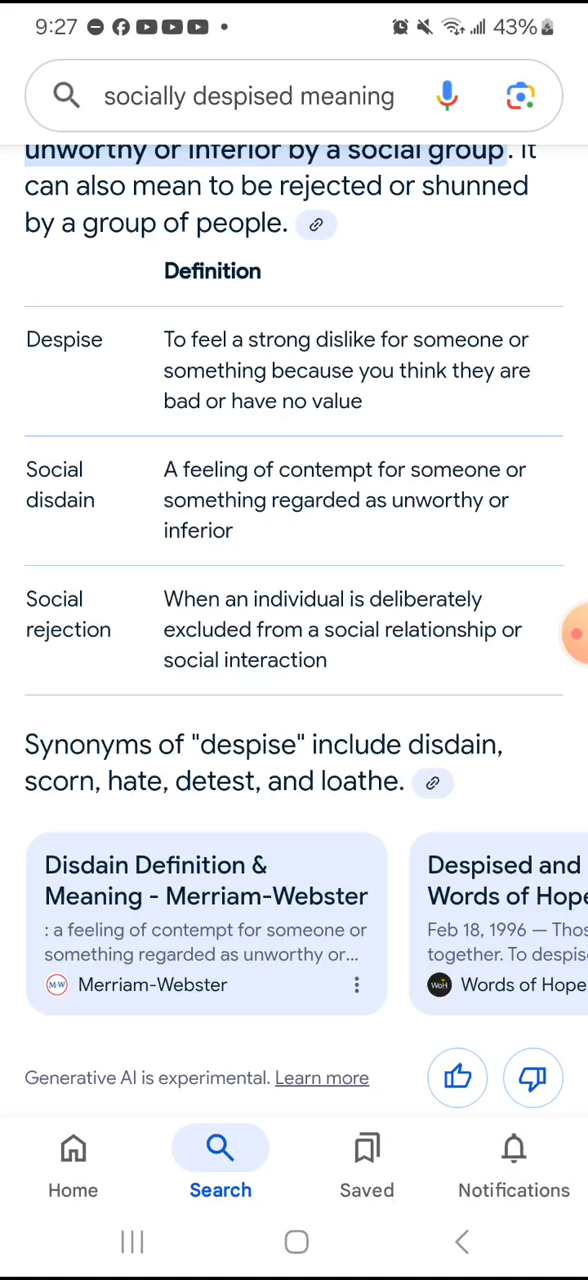 9:27
43%
socially despised meaning
unworthy or inferior by a social group. It
can also mean to be rejected or shunned
by a group of people.
Definition
Despise
To feel a strong dislike for someone or
something because you think they are
bad or have no value
Social
disdain
A feeling of contempt for someone or
something regarded as unworthy or
inferior
Social
rejection
When an individual is deliberately
excluded from a social relationship or
social interaction
Synonyms of "despise" include disdain,
scorn, hate, detest, and loathe.
Disdain Definition &
Meaning - Merriam-Webster
: a feeling of contempt for someone or
something regarded as unworthy or...
M-W Merriam-Webster
Despised and
Words of Hope
Feb 18, 1996 — Thos
together. To despis
WoH Words of Hope
Generative AI is experimental. Learn more
Home
Search
Saved
Notifications